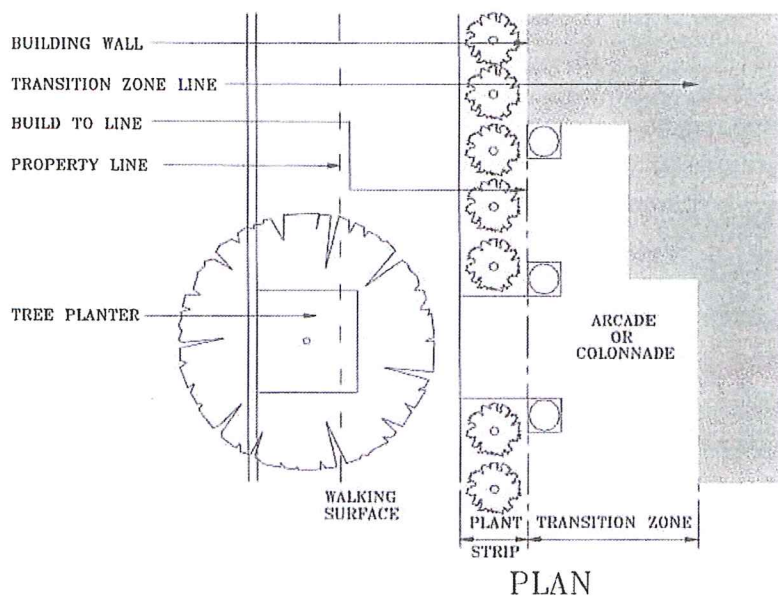 BUILDING WALL
TRANSITION ZONE LINE
BUILD TO LINE
PROPERTY LINE
TREE PLANTER
ARCADE
OR
COLONNADE
WALKING
SURFACE
PLANT
STRIP
TRANSITION ZONE
PLAN